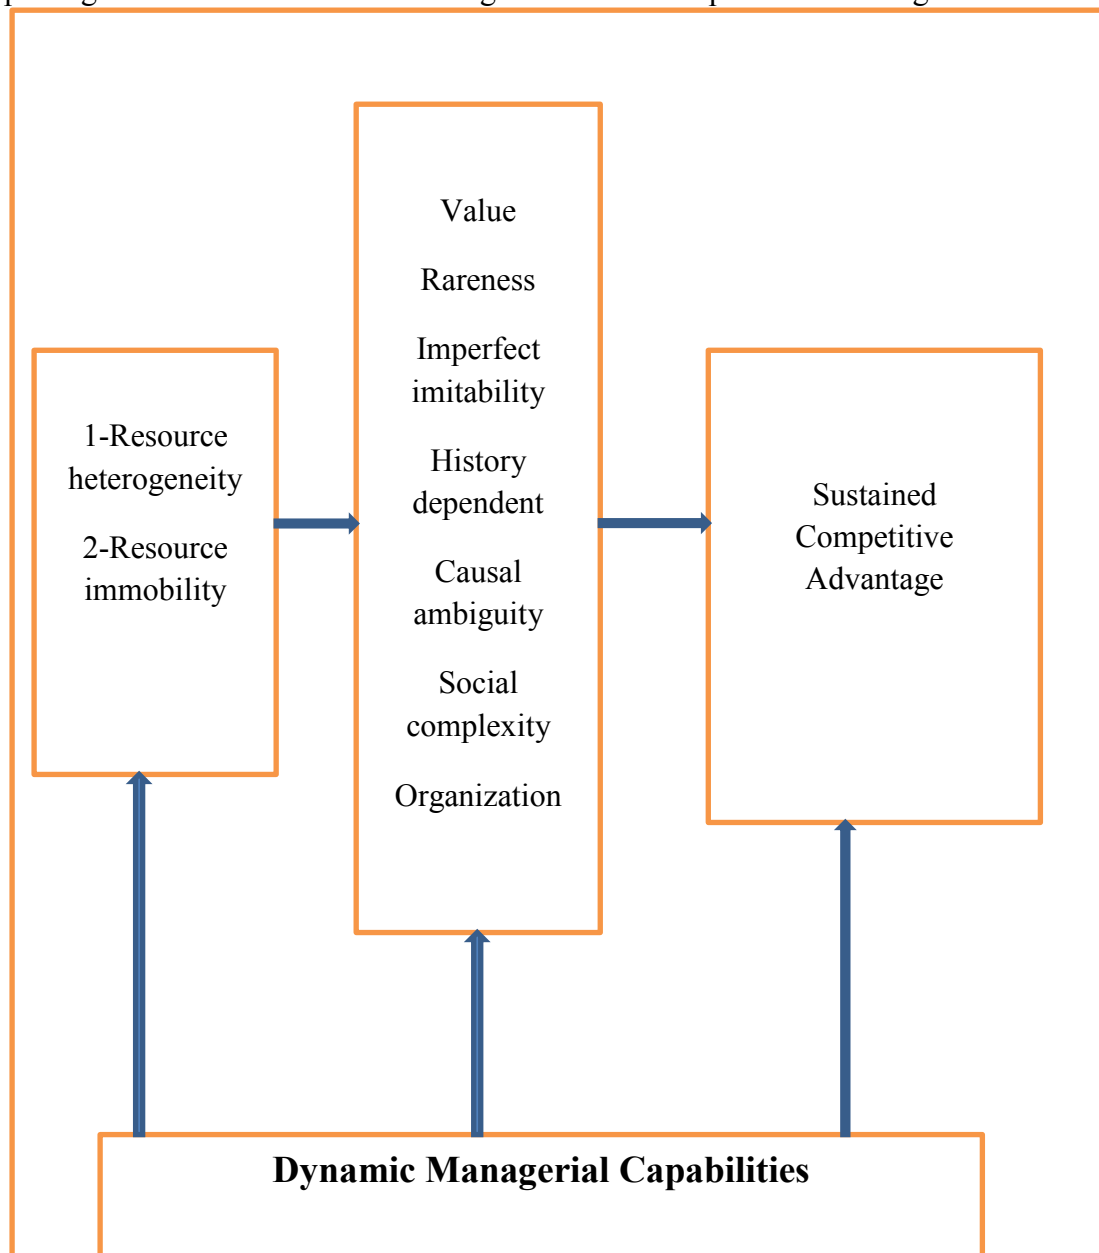 1-Resource
heterogeneity
2-Resource
immobility
Value
Rareness
Imperfect
imitability
History
dependent
Causal
ambiguity
Social
complexity
Organization
Sustained
Competitive
Advantage
Dynamic Managerial Capabilities